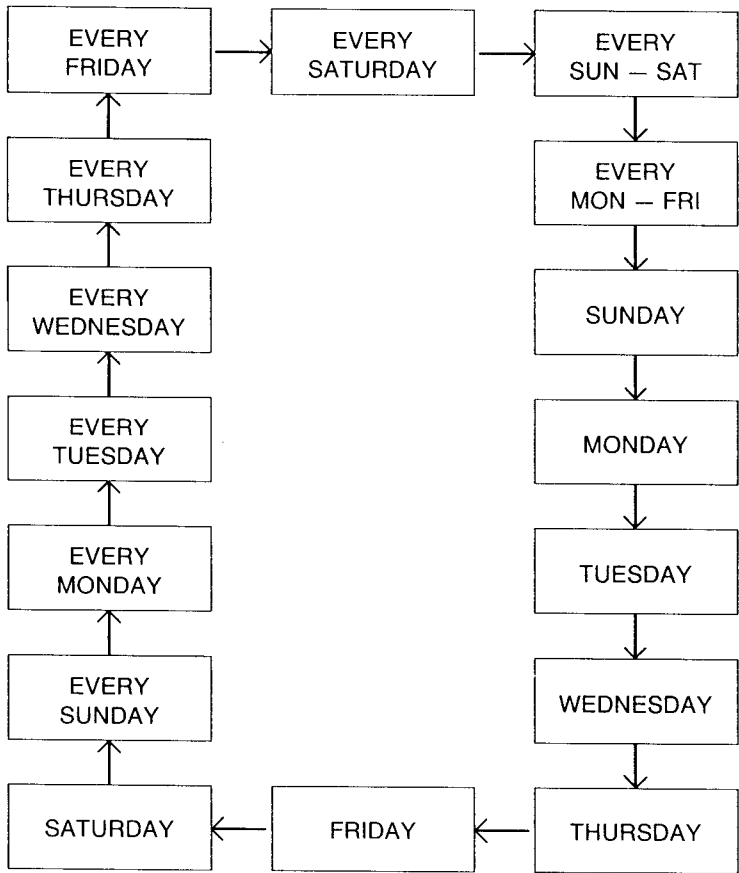 EVERY
FRIDAY
EVERY
SATURDAY
EVERY
SUN – SAT
EVERY
THURSDAY
EVERY
MON – FRI
EVERY
WEDNESDAY
SUNDAY
EVERY
TUESDAY
MONDAY
EVERY
MONDAY
TUESDAY
EVERY
SUNDAY
WEDNESDAY
SATURDAY
FRIDAY
THURSDAY